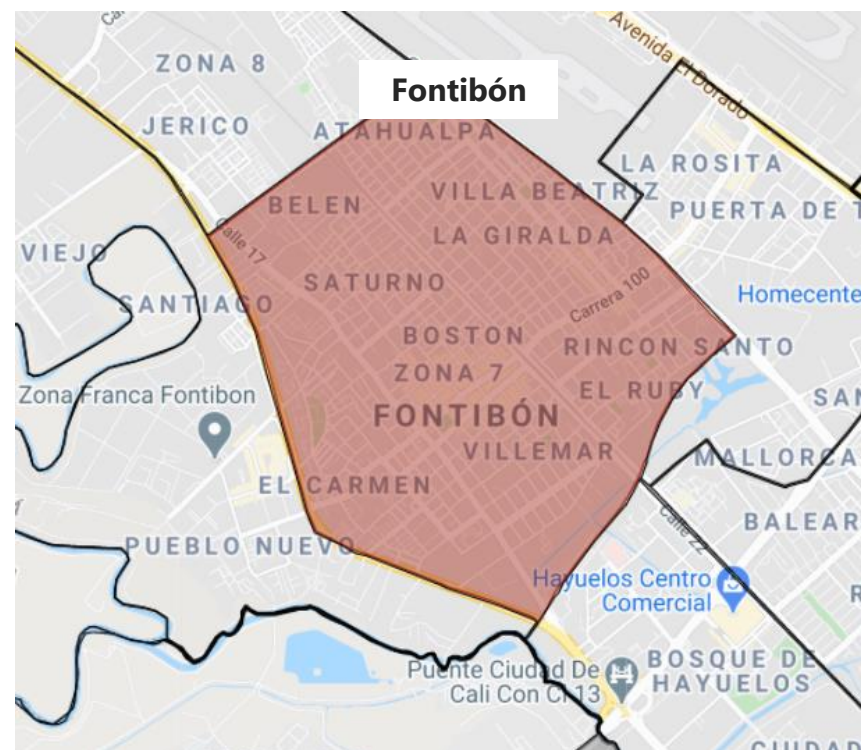 Avenida El Dorado
ZONA 8
Fontibón
JERICO
ATAHUALPA
LA ROSITA
BELEN
VILLA BEATRIZ
PUERTA DE T
Calle 17
LA GIRALDA
VIEJO
SATURNO
Carrera 100
Homecente
SANTIAGO
BOSTON
RINCON SANTO
ZONA 7
Zona Franca Fontibon
EL RUBY
SAN
FONTIBÓN
VILLEMAR
MALLORCA
EL CARMEN
Calle 22
BALEAR
PUEBLO NUEVO
Hayuelos Centro
Comercial
R
BOSQUE DE
HAYUELOS
Puente Ciudad De
Cali Con Cl 13
CIUDAD